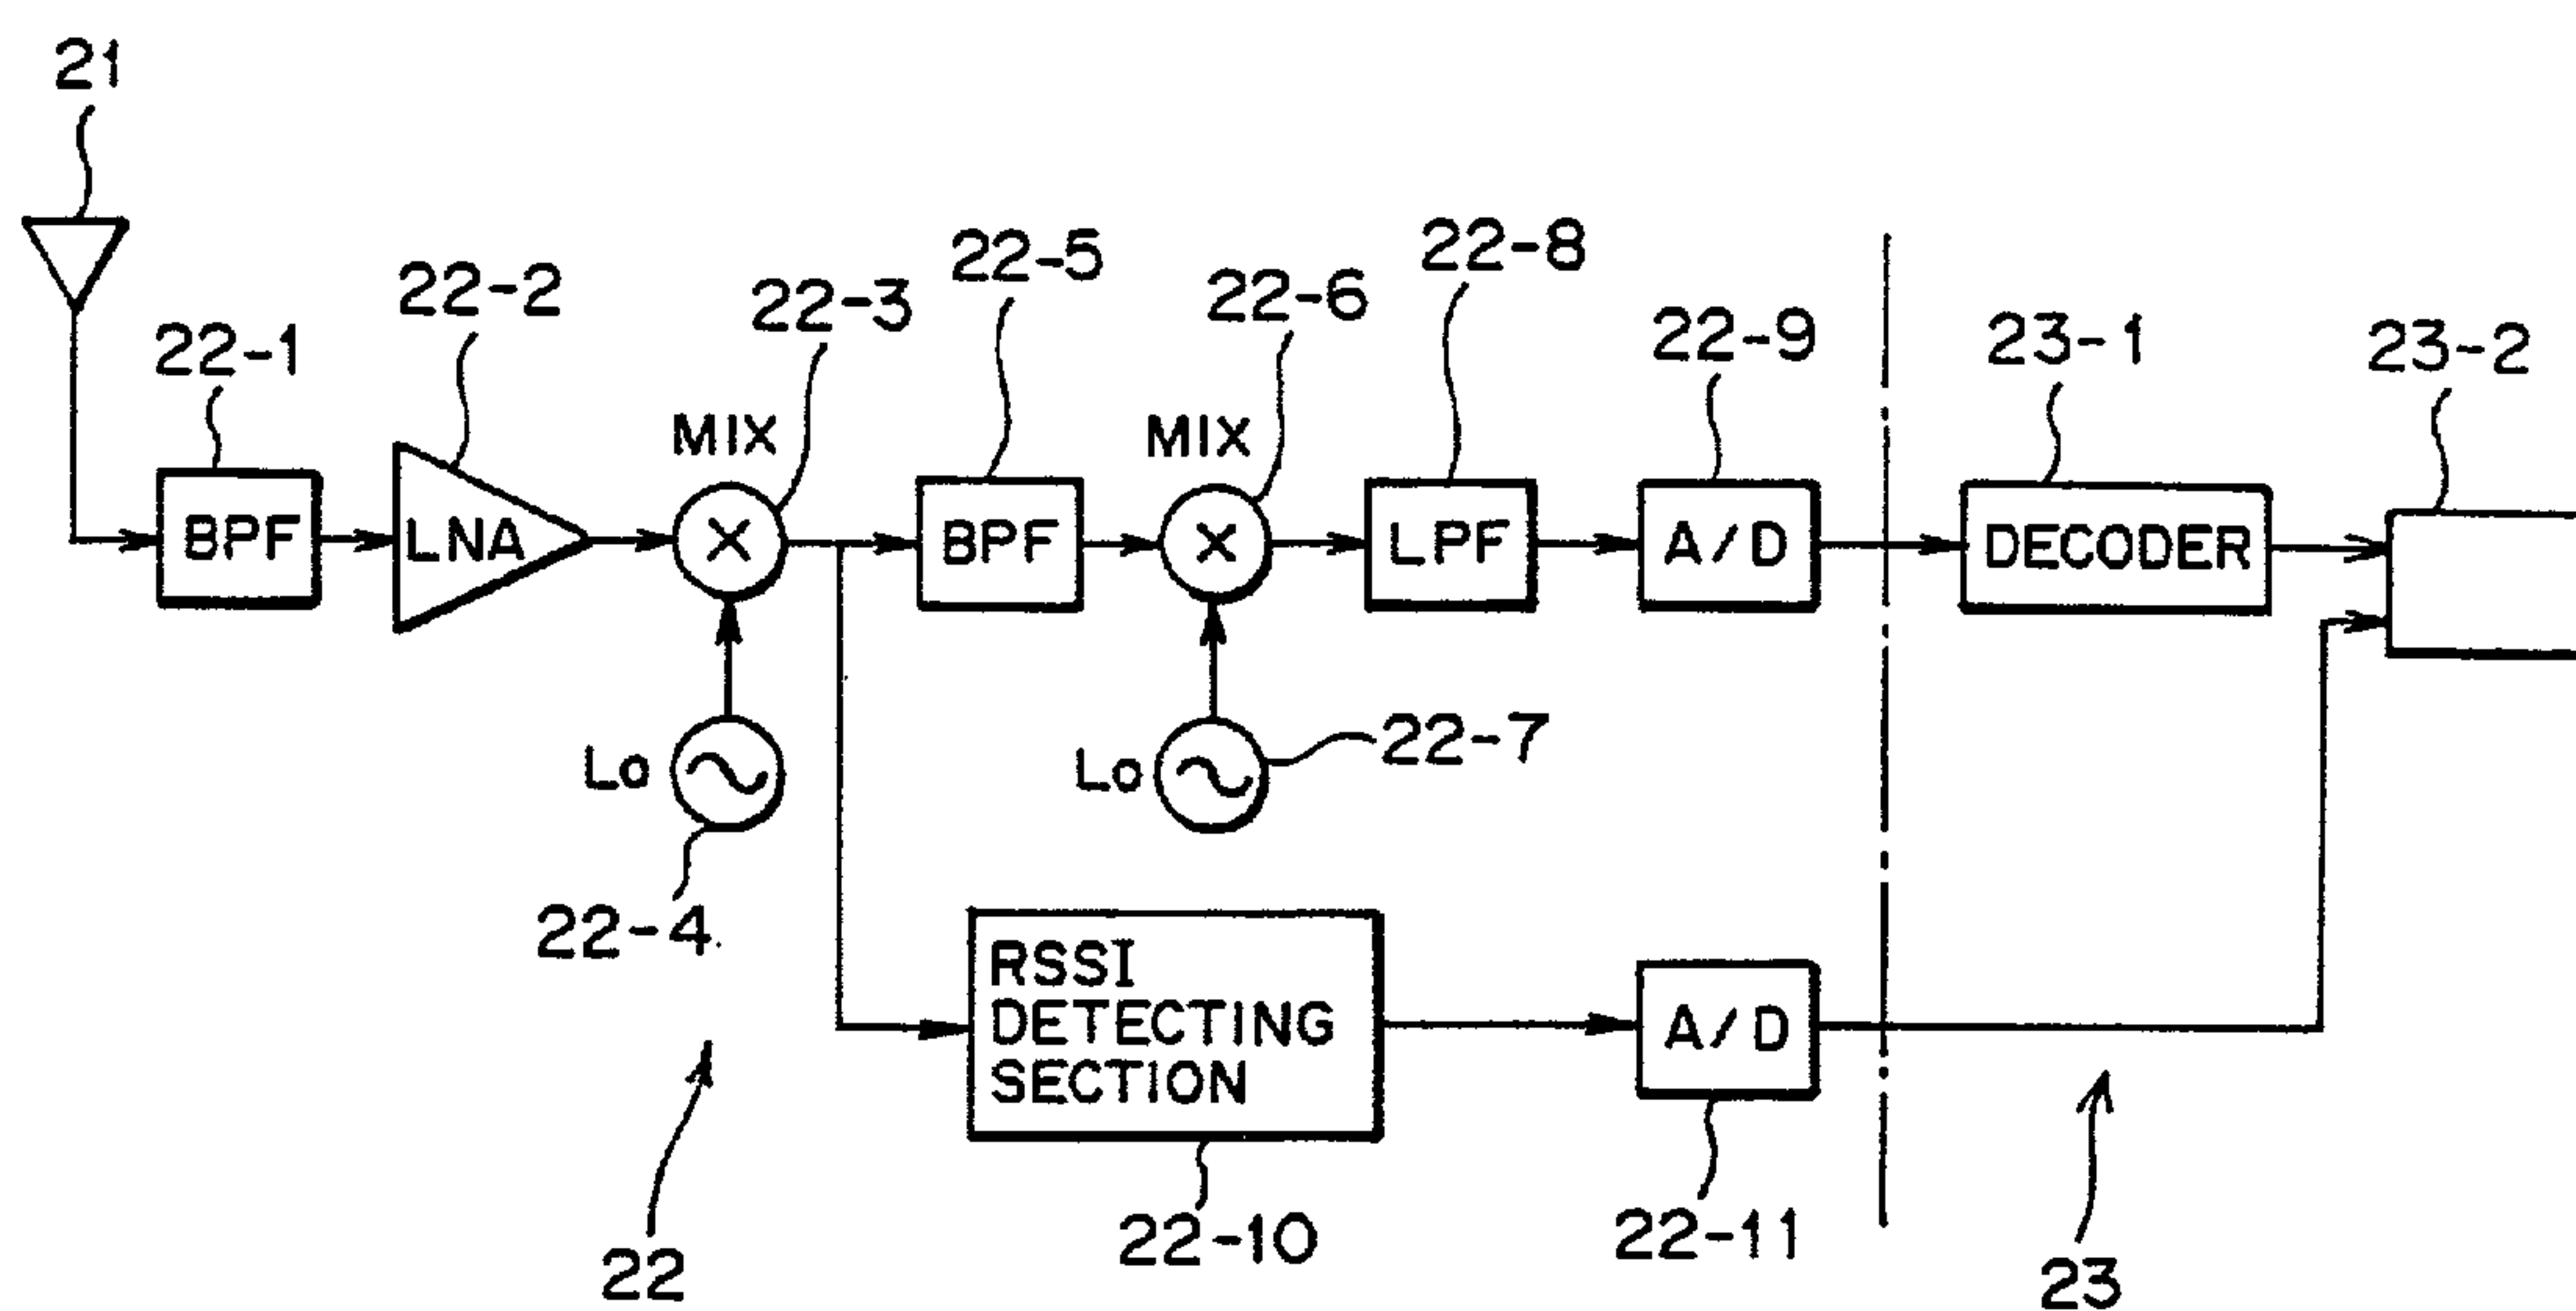 21
22-1
22-2
22-3
22-5
22-6
22-8
22-9
23-1
23-2
MIX
MIX
BPF
LNA
BPF
LPF
A/D
DECODER
Lo
Lo
22-7
22-4
RSSI
DETECTING
SECTION
A/D
22-10
22-11
22
23